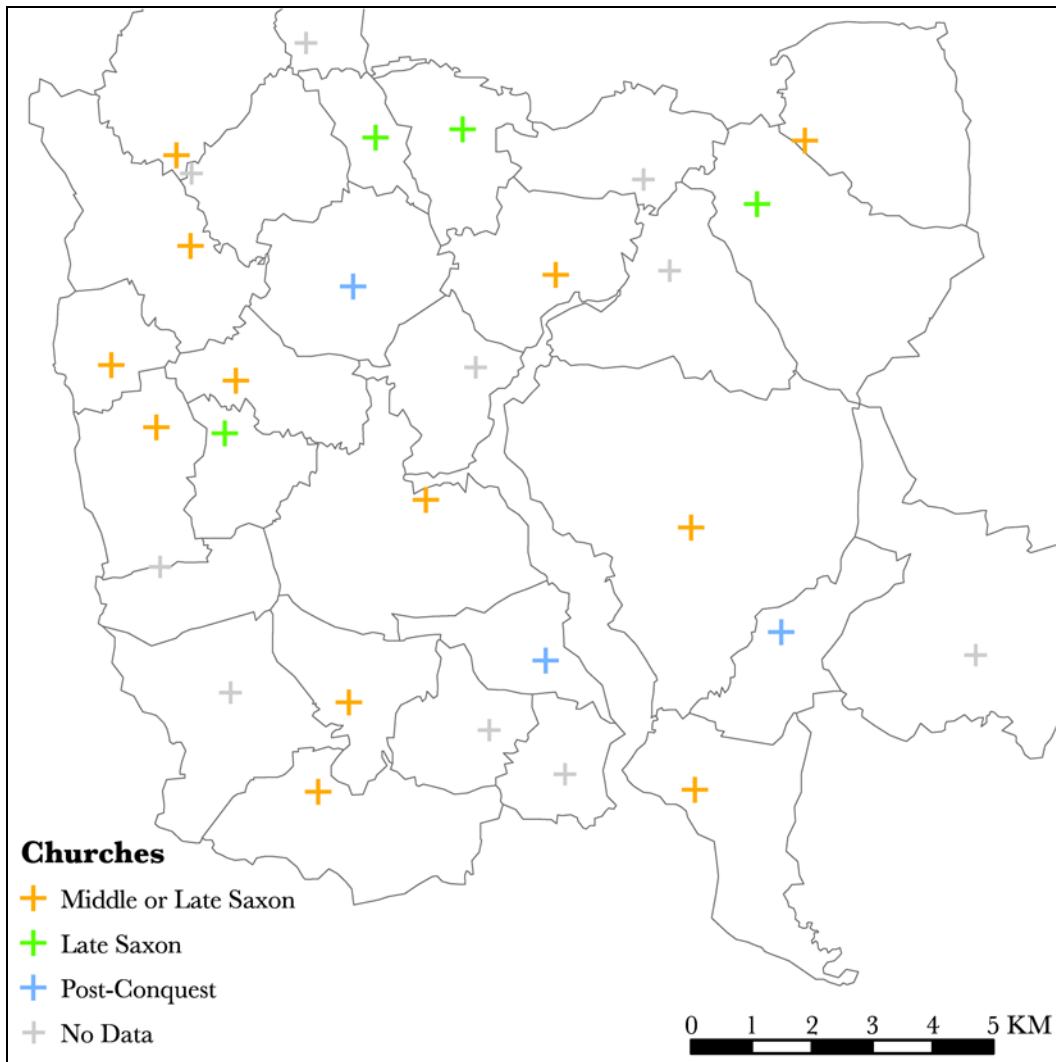 Churches
Middle or Late Saxon
Late Saxon
Post-Conquest
No Data
0 1 2 3 4 5 KM